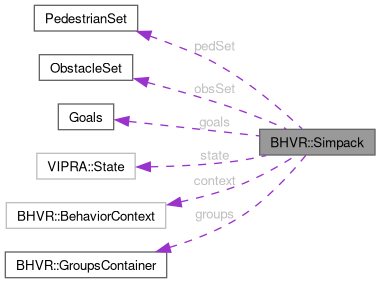 PedestrianSet
pedSet
ObstacleSet
obsSet
Goals
goals
BHVR::Simpack
VIPRA::State
state
context
BHVR::BehaviorContext
groups
BHVR::GroupsContainer